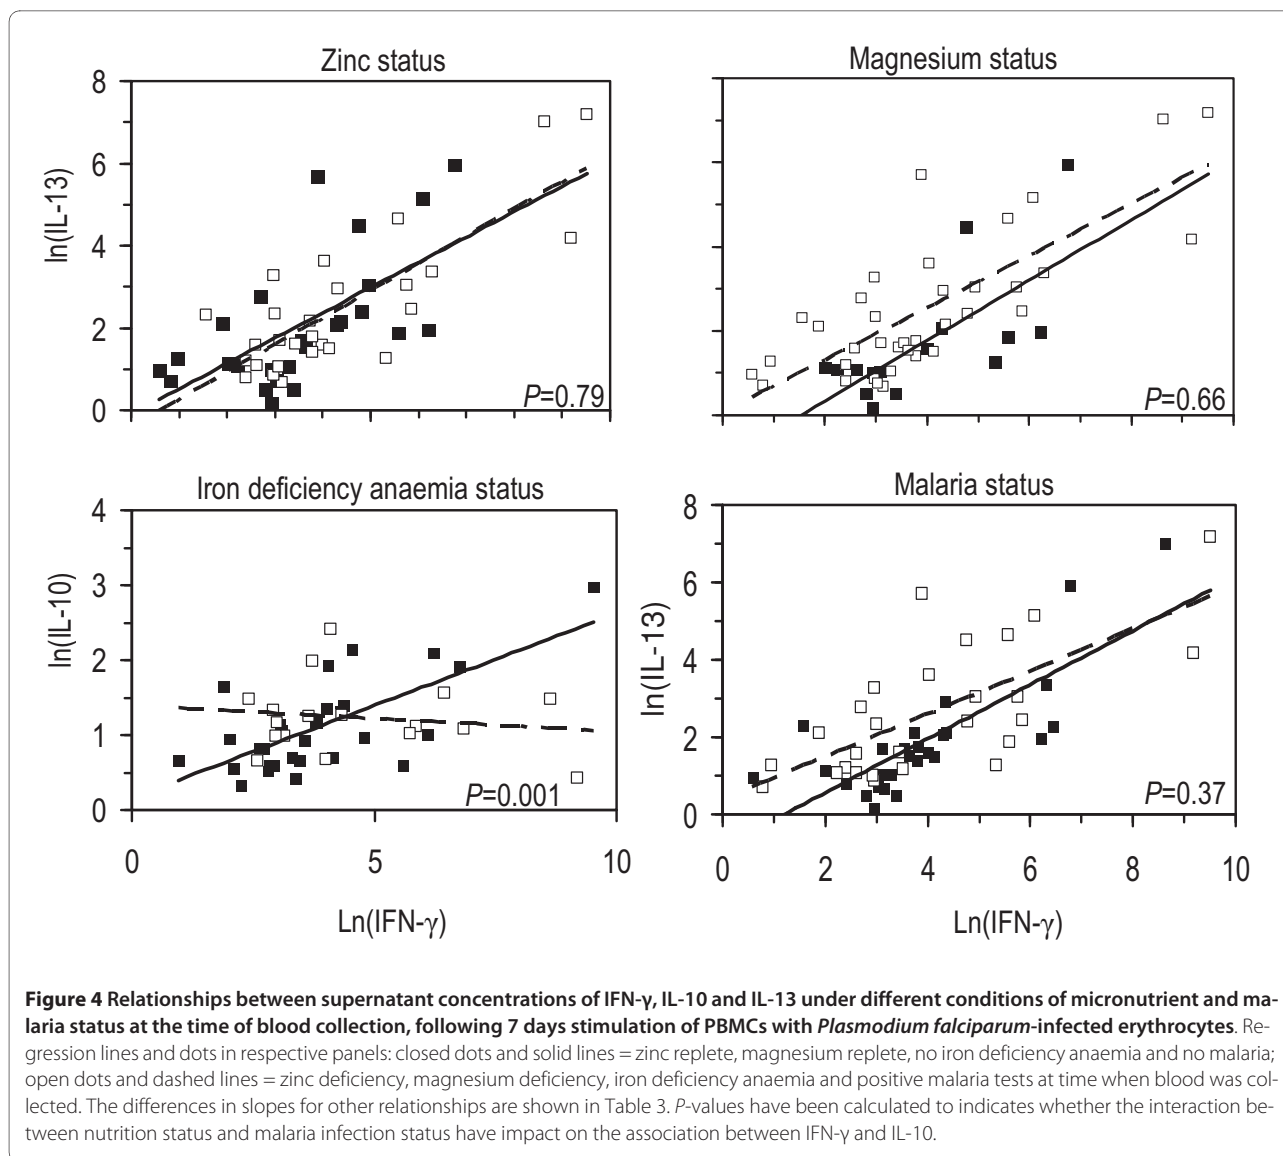 Zinc status
Magnesium status
8
6
4
2
0
ln(IL-13)
P=0.79
P=0.66
Iron deficiency anaemia status
Malaria status
4
3
2
1
0
ln(IL-10)
P=0.001
0
5
10
Ln(IFN-γ)
8
6
4
2
0
ln(IL-13)
P=0.37
0
2
4
6
8
10
Ln(IFN-γ)
Figure 4 Relationships between supernatant concentrations of IFN-γ, IL-10 and IL-13 under different conditions of micronutrient and ma-
laria status at the time of blood collection, following 7 days stimulation of PBMCs with Plasmodium falciparum-infected erythrocytes. Re-
gression lines and dots in respective panels: closed dots and solid lines = zinc replete, magnesium replete, no iron deficiency anaemia and no malaria;
open dots and dashed lines = zinc deficiency, magnesium deficiency, iron deficiency anaemia and positive malaria tests at time when blood was col-
lected. The differences in slopes for other relationships are shown in Table 3. P-values have been calculated to indicates whether the interaction be-
tween nutrition status and malaria infection status have impact on the association between IFN-γ and IL-10.